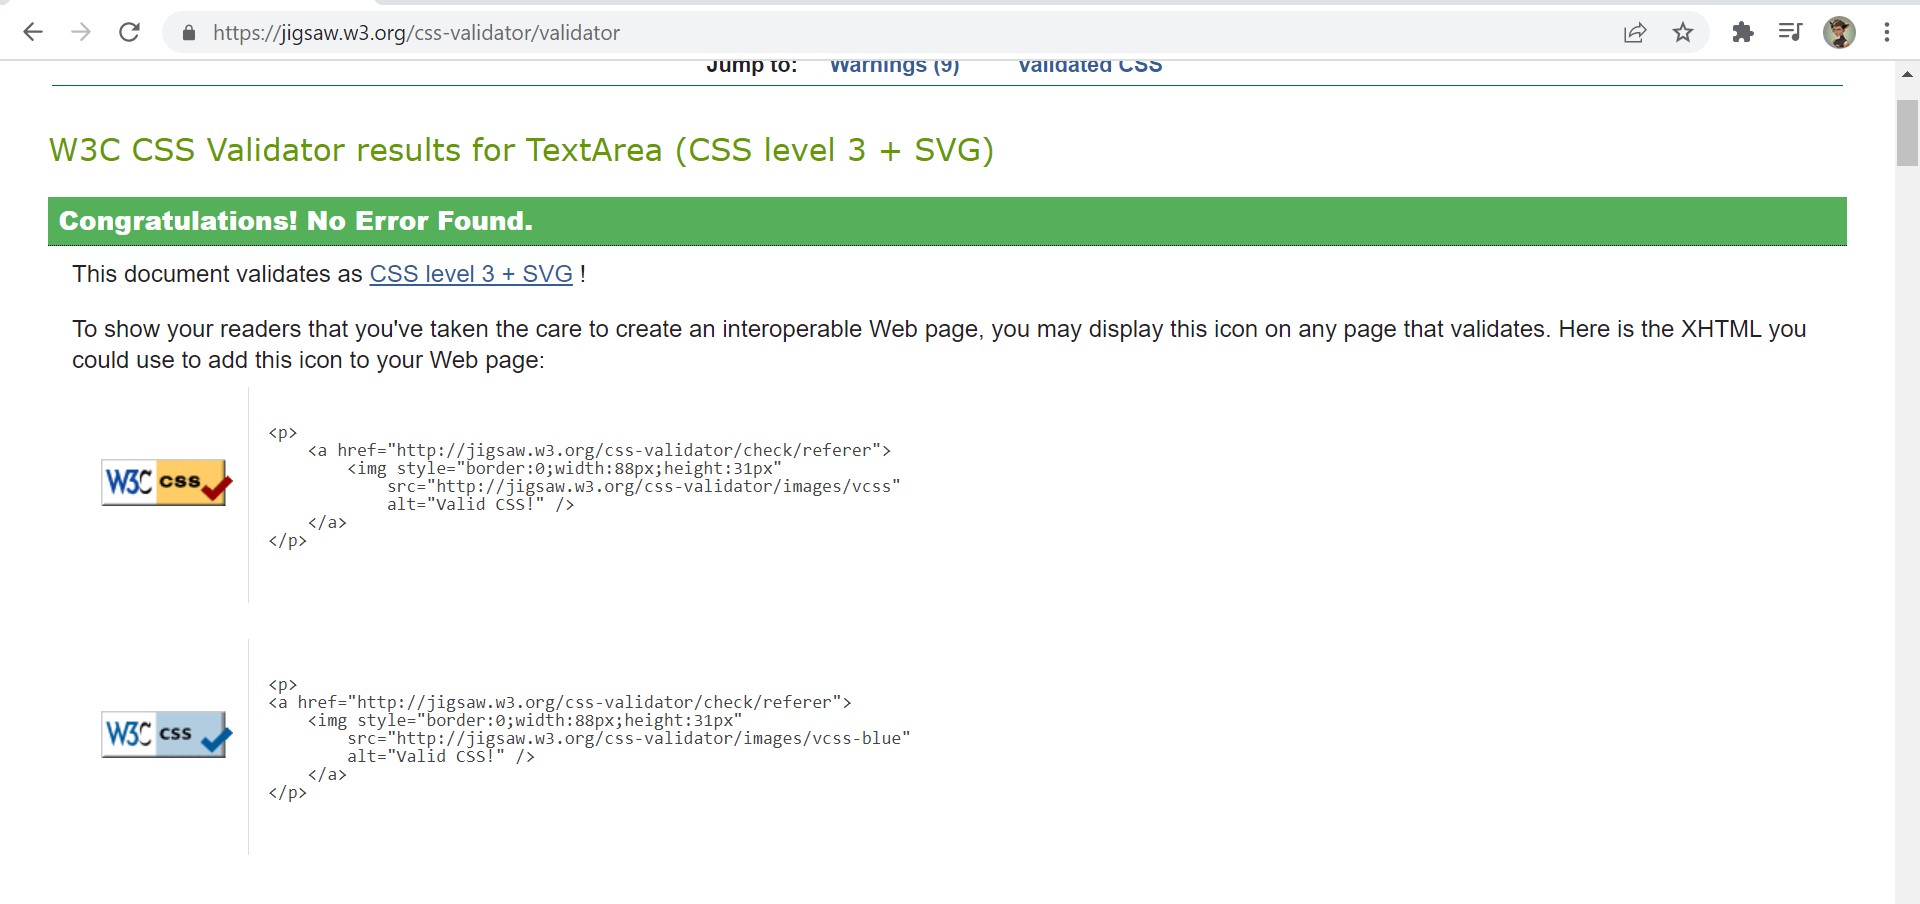 https://jigsaw.w3.org/css-validator/validator
Jump to: Warnings (9) Validated CSS
W3C CSS Validator results for TextArea (CSS level 3 + SVG)
Congratulations! No Error Found.
This document validates as CSS level 3 + SVG !
To show your readers that you've taken the care to create an interoperable Web page, you may display this icon on any page that validates. Here is the XHTML you
could use to add this icon to your Web page:
W3C css
<p>
    <a href="http://jigsaw.w3.org/css-validator/check/referer">
        <img style="border:0;width:88px;height:31px"
            src="http://jigsaw.w3.org/css-validator/images/vcss"
            alt="Valid CSS!" />
    </a>
</p>
W3C css
<p>
<a href="http://jigsaw.w3.org/css-validator/check/referer">
    <img style="border:0;width:88px;height:31px"
        src="http://jigsaw.w3.org/css-validator/images/vcss-blue"
        alt="Valid CSS!" />
    </a>
</p>